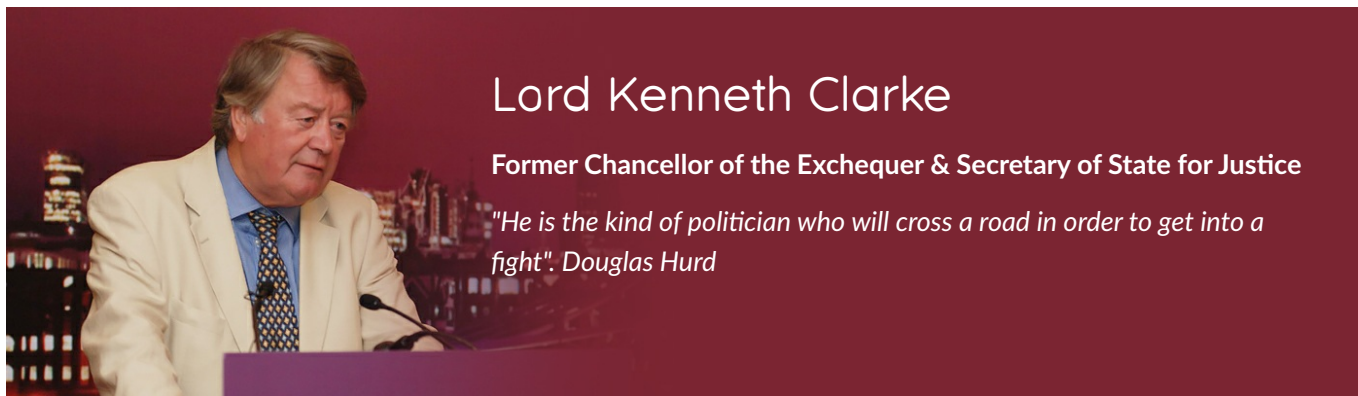 Lord Kenneth Clarke
Former Chancellor of the Exchequer & Secretary of State for Justice
"He is the kind of politician who will cross a road in order to get into a
fight". Douglas Hurd